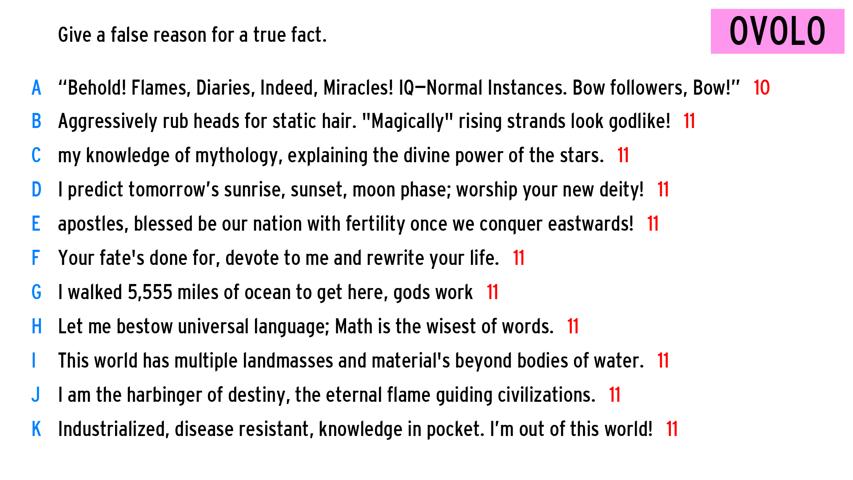 Give a false reason for a true fact.
OVOLO
A “Behold! Flames, Diaries, Indeed, Miracles! IQ—Normal Instances. Bow followers, Bow!” 10
B Aggressively rub heads for static hair. "Magically" rising strands look godlike! 11
C my knowledge of mythology, explaining the divine power of the stars. 11
D I predict tomorrow’s sunrise, sunset, moon phase; worship your new deity! 11
E apostles, blessed be our nation with fertility once we conquer eastwards! 11
F Your fate's done for, devote to me and rewrite your life. 11
G I walked 5,555 miles of ocean to get here, gods work 11
H Let me bestow universal language; Math is the wisest of words. 11
I This world has multiple landmasses and material's beyond bodies of water. 11
J I am the harbinger of destiny, the eternal flame guiding civilizations. 11
K Industrialized, disease resistant, knowledge in pocket. I’m out of this world! 11